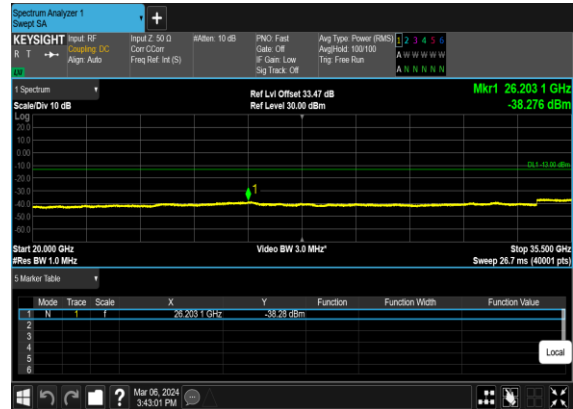 Spectrum Analyzer 1
Swept SA
+
KEYSIGHT Input: RF Input Z: 50 Ω #Atten: 10 dB PNO: Fast Avg Type: Power (RMS) 1 2 3 4 5 6
R T Coupling: DC Corr CCorr Gate: Off Avg|Hold: 100/100 A W W W W W
Align: Auto Freq Ref: Int (S) IF Gain: Low Trig: Free Run
LW Sig Track: Off A N N N N N
1 Spectrum Ref Lvl Offset 33.47 dB Mkr1 26.203 1 GHz
Scale/Div 10 dB Ref Level 30.00 dBm -38.276 dBm
Log
20.0
10.0
0.00
-10.0
DL1 -13.00 dBm
-20.0
-30.0
1
-40.0
-50.0
-60.0
Start 20.000 GHz Video BW 3.0 MHz* Stop 35.500 GHz
#Res BW 1.0 MHz Sweep 26.7 ms (40001 pts)
5 Marker Table
Mode Trace Scale X Y Function Function Width Function Value
1 N 1 f 26.203 1 GHz -38.28 dBm
2
3
4
5
6
Local
? Mar 06, 2024
3:43:01 PM